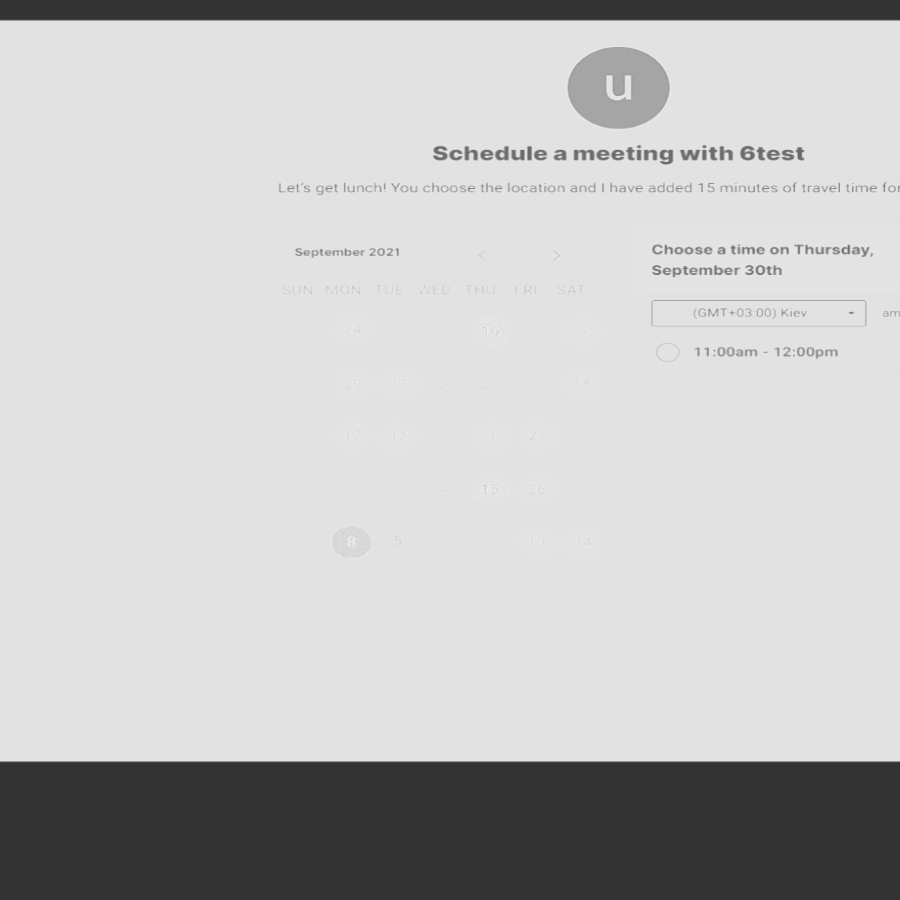 u
Schedule a meeting with 6test
Let's get lunch! You choose the location and I have added 15 minutes of travel time for
Choose a time on Thursday,
September 30th
September 2021 < >
SUN MON TUE WED THU FRI SAT
(GMT+03:00) Kiev am
24 16
11:00am - 12:00pm
29 13 18
17 12 3
15 26
8 5 19 14